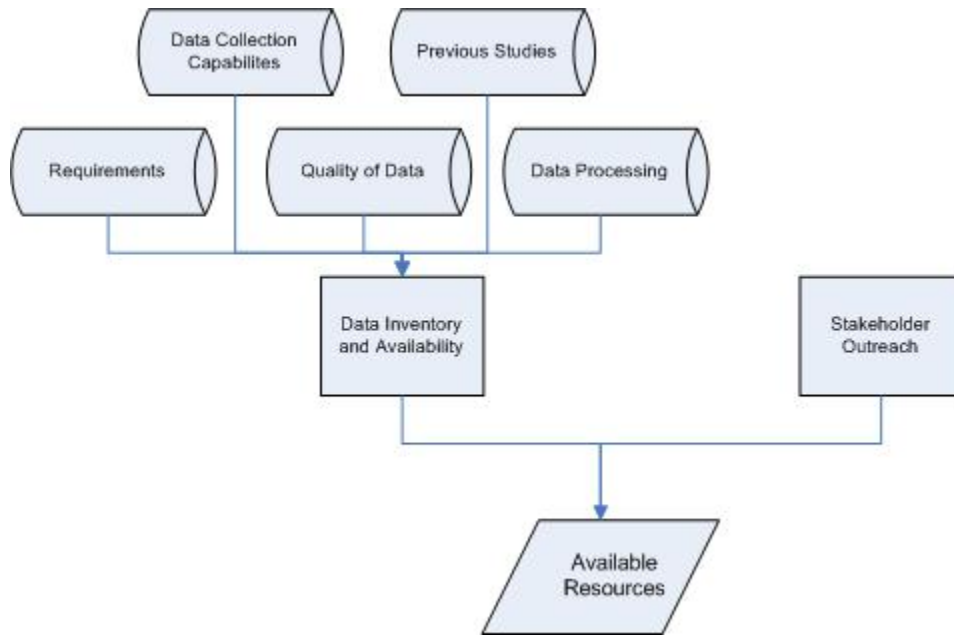 Data Collection
Capabilites
Previous Studies
Requirements
Quality of Data
Data Processing
Data Inventory
and Availability
Stakeholder
Outreach
Available
Resources